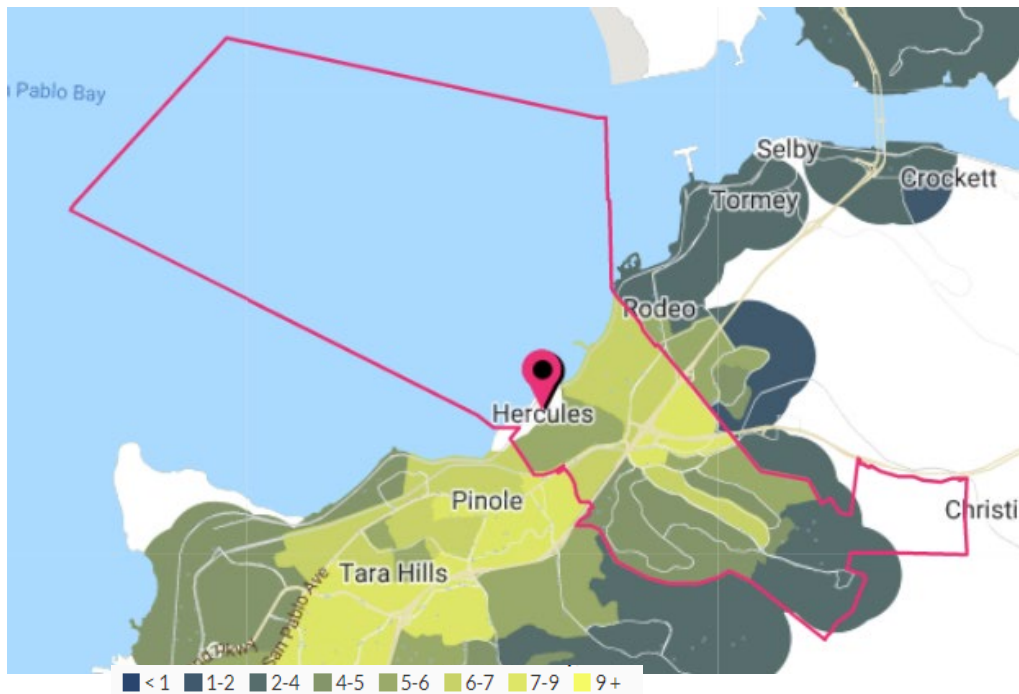 Pablo Bay
Selby
Crockett
Tormey
Rodeo
Hercules
Pinole
Christi
Tara Hills
San Pablo Ave
Hwy
< 1 1-2 2-4 4-5 5-6 6-7 7-9 9 +